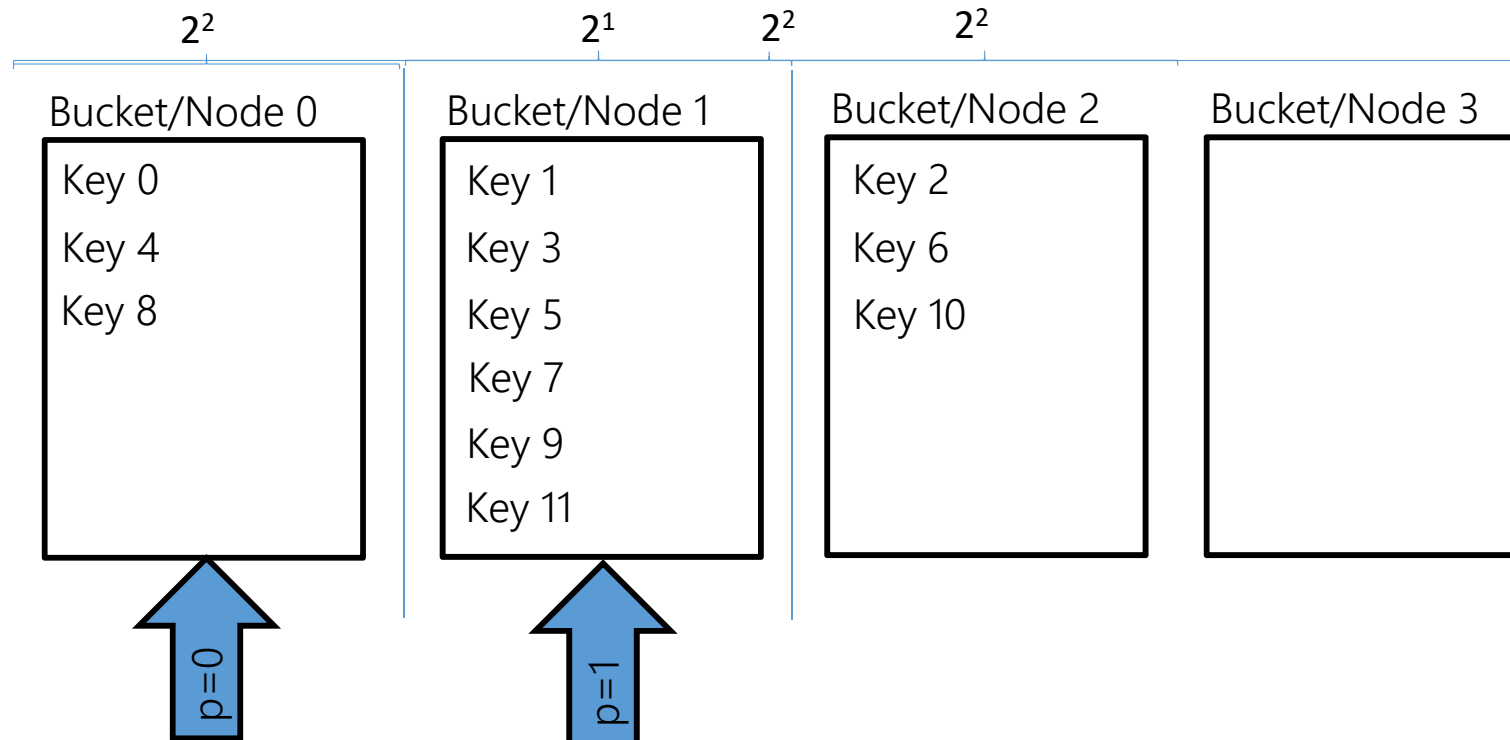 2² 2¹ 2² 2²
Bucket/Node 0 Bucket/Node 1 Bucket/Node 2 Bucket/Node 3
Key 0 Key 1 Key 2
Key 4 Key 3 Key 6
Key 8 Key 5 Key 10
Key 7
Key 9
Key 11
p=0 p=1